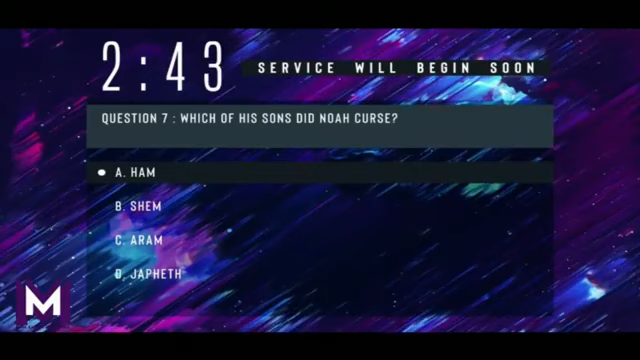 2:43
SERVICE WILL BEGIN SOON
QUESTION 7 : WHICH OF HIS SONS DID NOAH CURSE?
A. HAM
B. SHEM
C. ARAM
D. JAPHETH
M